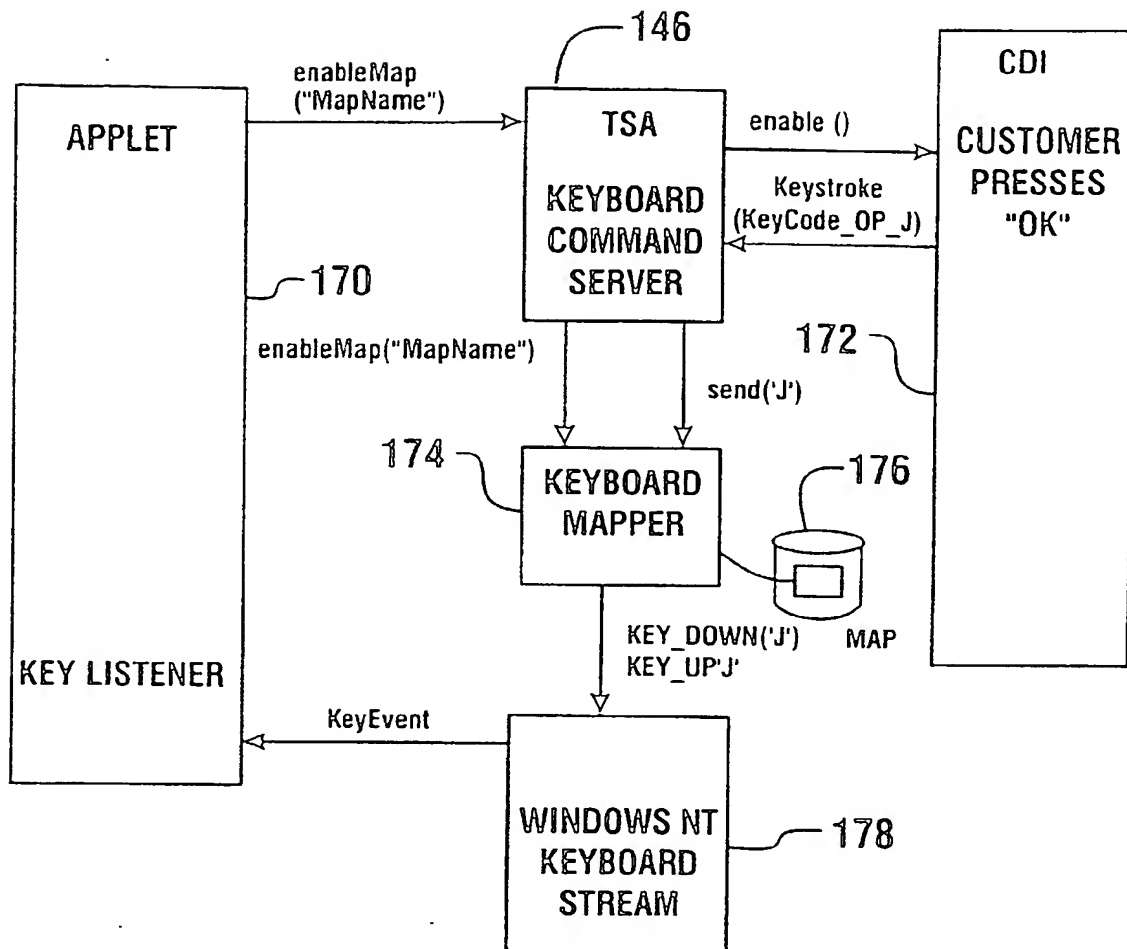 146
enableMap
("MapName")
APPLET
TSA
KEYBOARD
COMMAND
SERVER
enable ()
Keystroke
(KeyCode_OP_J)
CDI
CUSTOMER
PRESSES
"OK"
170
172
enableMap("MapName")
send('J')
174
KEYBOARD
MAPPER
176
MAP
KEY_DOWN('J')
KEY_UP'J'
KEY LISTENER
KeyEvent
WINDOWS NT
KEYBOARD
STREAM
178